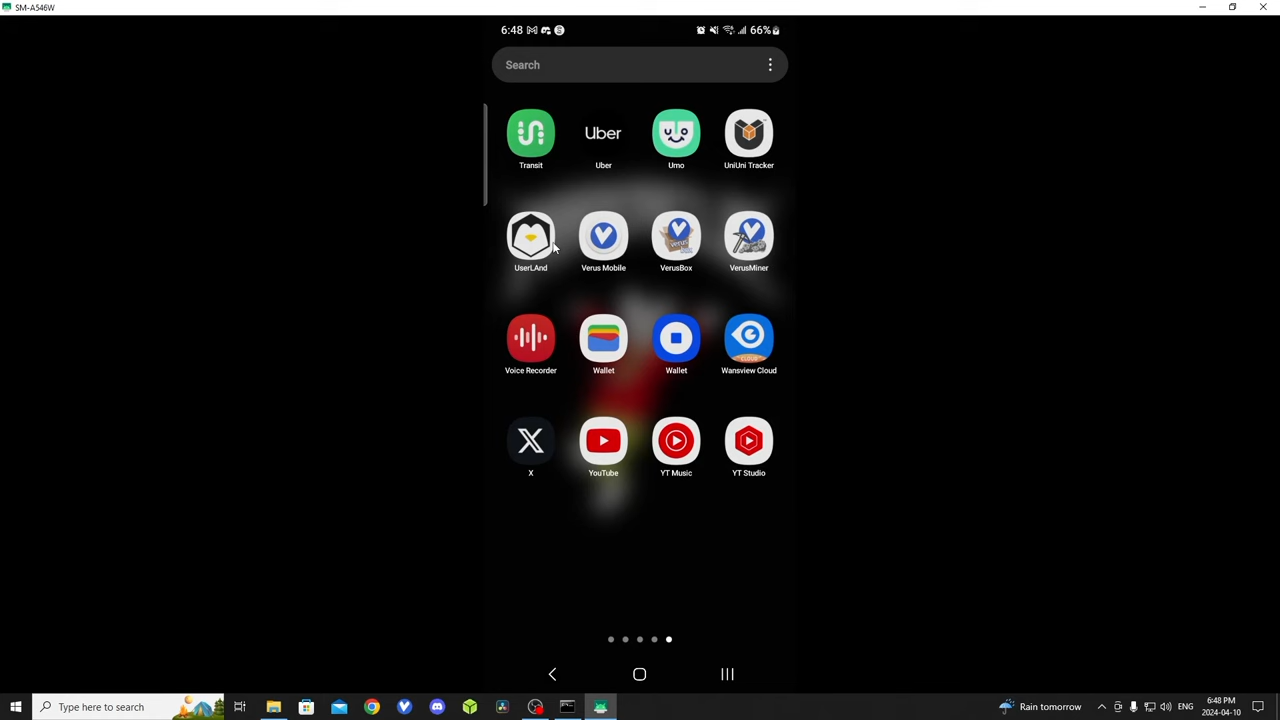 SM-A546W
6:48
66%
Search
Transit
Uber
Uber
Umo
UniUni Tracker
UserLAnd
Verus Mobile
verus
VerusBox
VerusMiner
Voice Recorder
Wallet
Wallet
CLOUD
Wansview Cloud
X
YouTube
YT Music
YT Studio
Type here to search
Rain tomorrow
ENG
6:48 PM
2024-04-10